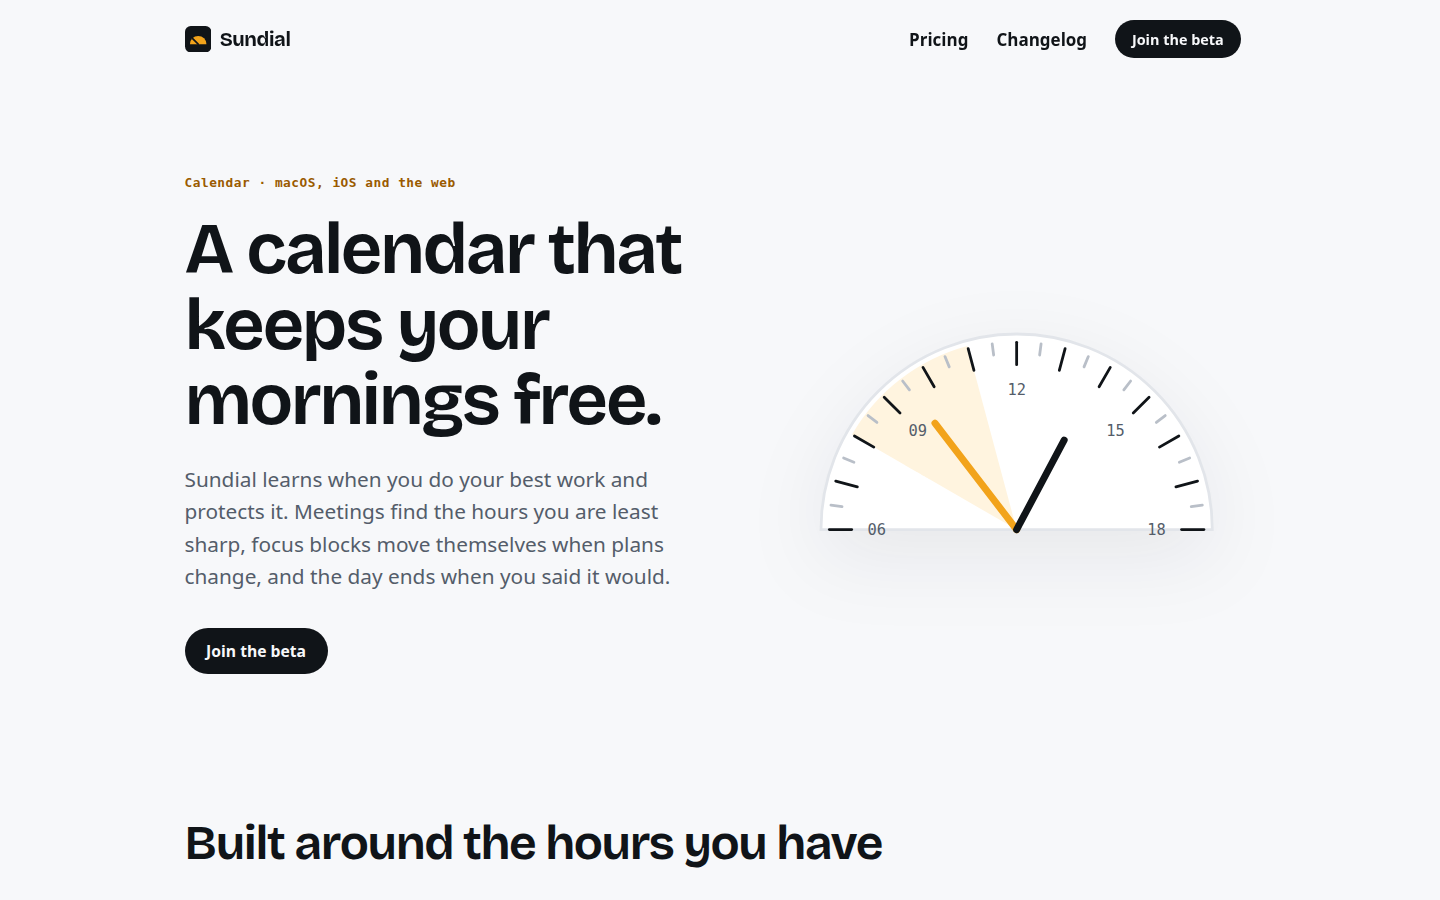 Sundial
Pricing
Changelog
Join the beta
Calendar · macOS, iOS and the web
A calendar that
keeps your
mornings free.
Sundial learns when you do your best work and
protects it. Meetings find the hours you are least
sharp, focus blocks move themselves when plans
change, and the day ends when you said it would.
Join the beta
06
09
12
15
18
Built around the hours you have